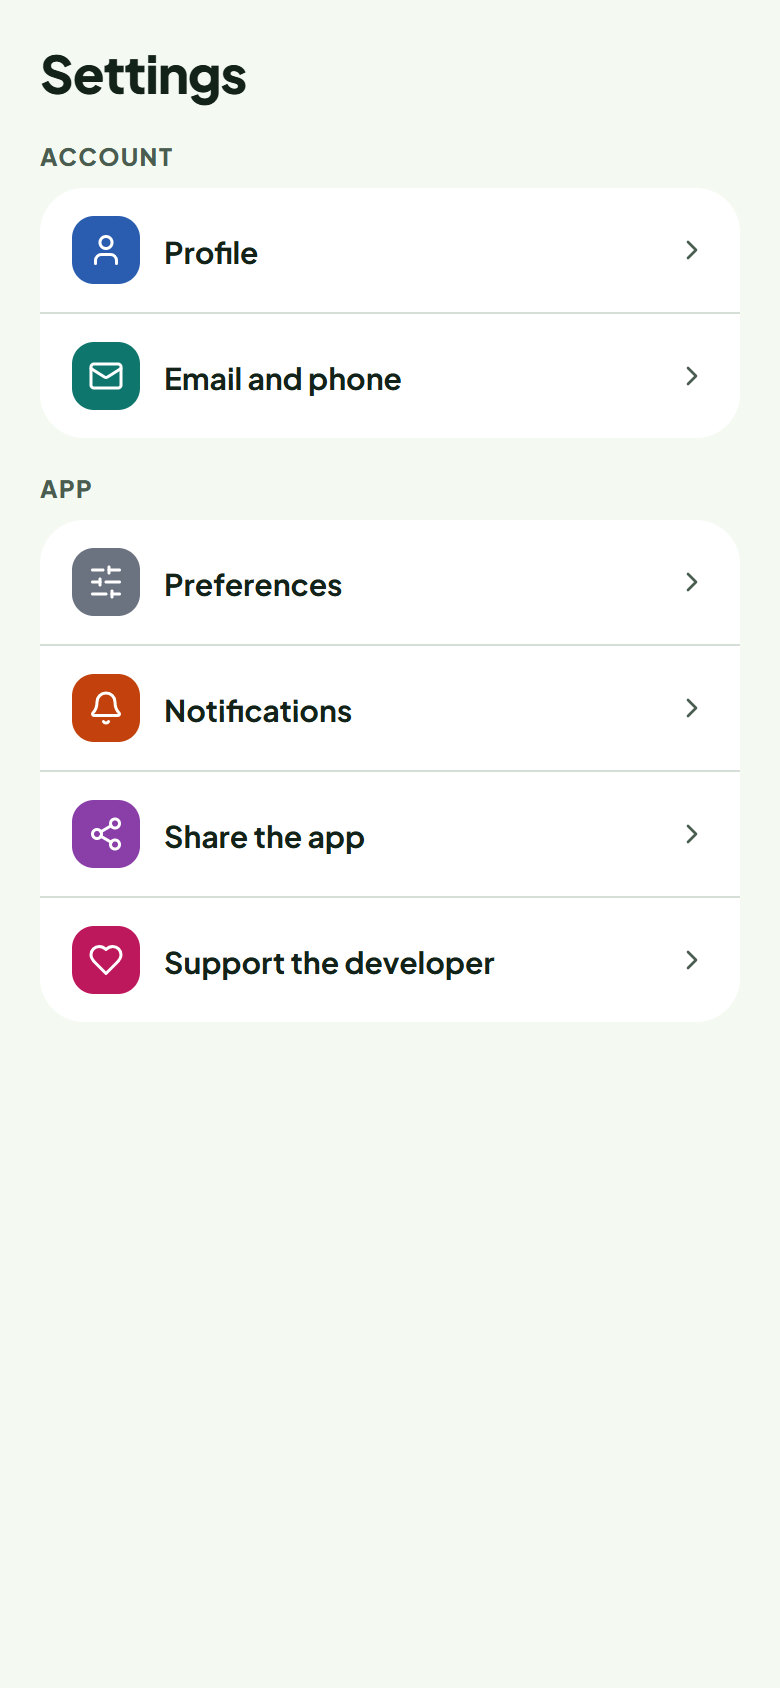 Settings
ACCOUNT
Profile
Email and phone
APP
Preferences
Notifications
Share the app
Support the developer